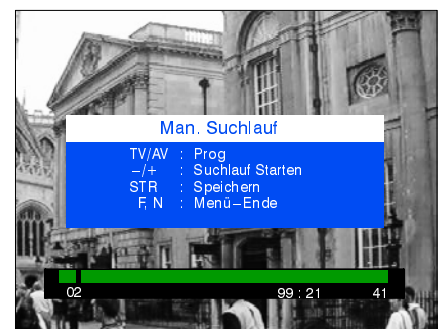 Man. Suchlauf
TV/AV : Prog
–/+ : Suchlauf Starten
STR : Speichern
F, N : Menü–Ende
02 99 : 21 41